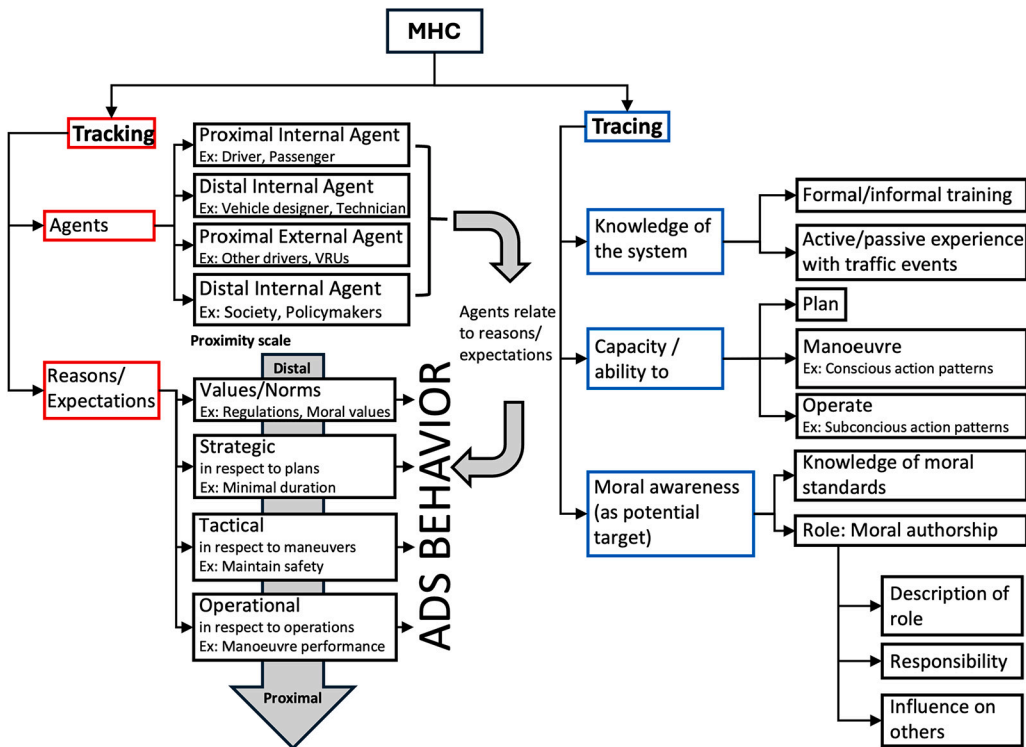 MHC
Tracking
Agents
Proximal Internal Agent
Ex: Driver, Passenger
Distal Internal Agent
Ex: Vehicle designer, Technician
Proximal External Agent
Ex: Other drivers, VRUs
Distal Internal Agent
Ex: Society, Policymakers
Agents relate
to reasons/
expectations
Proximity scale
Distal
Reasons/
Expectations
Values/Norms
Ex: Regulations, Moral values
Strategic
in respect to plans
Ex: Minimal duration
Tactical
in respect to maneuvers
Ex: Maintain safety
Operational
in respect to operations
Ex: Manoeuvre performance
Proximal
ADS BEHAVIOR
Tracing
Knowledge of
the system
Formal/informal training
Active/passive experience
with traffic events
Capacity /
ability to
Plan
Manoeuvre
Ex: Conscious action patterns
Operate
Ex: Subconcious action patterns
Moral awareness
(as potential
target)
Knowledge of moral
standards
Role: Moral authorship
Description of
role
Responsibility
Influence on
others